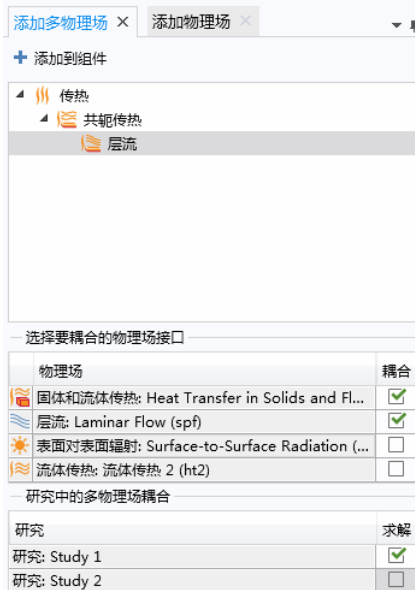 添加多物理场 × 添加物理场 ×
+ 添加到组件
传热
共轭传热
层流
选择要耦合的物理场接口
物理场 耦合
固体和流体传热: Heat Transfer in Solids and Fl...
层流: Laminar Flow (spf)
表面对表面辐射: Surface-to-Surface Radiation (...
流体传热: 流体传热 2 (ht2)
研究中的多物理场耦合
研究 求解
研究: Study 1
研究: Study 2